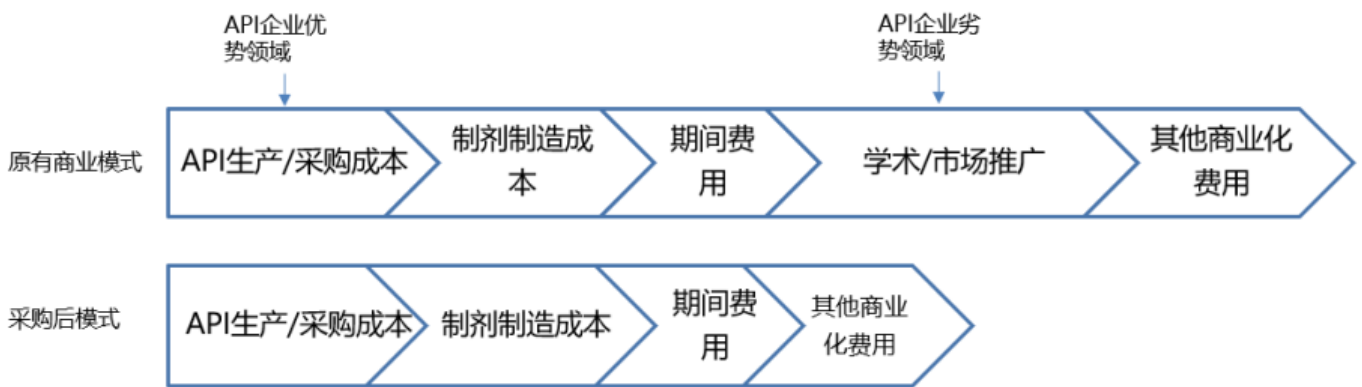 API企业优
势领域
API企业劣
势领域
原有商业模式
API生产/采购成本
制剂制造成
本
期间费
用
学术/市场推广
其他商业化
费用
采购后模式
API生产/采购成本
制剂制造成本
期间费
用
其他商业
化费用